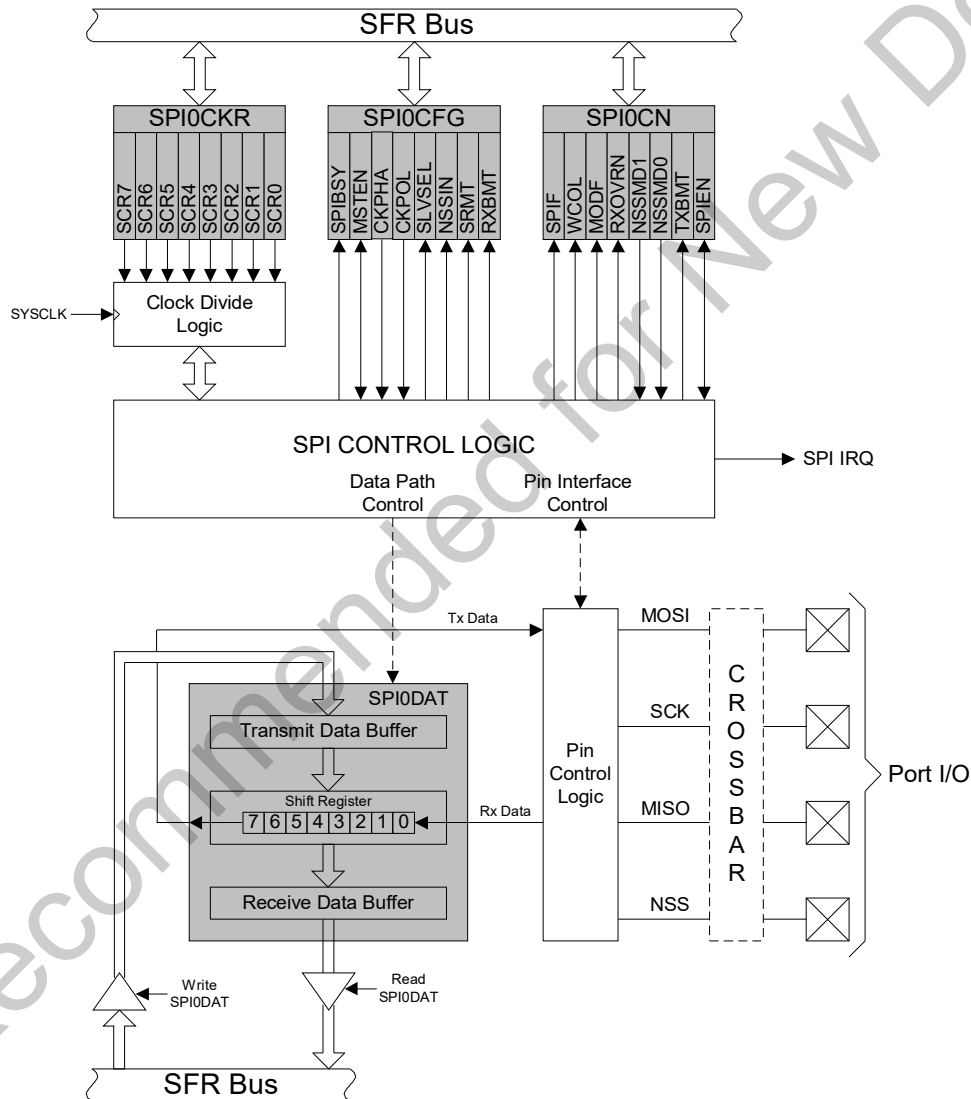 SFR Bus
SPI0CKR
SCR7
SCR6
SCR5
SCR4
SCR3
SCR2
SCR1
SCR0
SPI0CFG
SPIBSY
MSTEN
CKPHA
CKPOL
SLVSEL
NSSIN
SRMT
RXBMT
SPI0CN
SPIF
WCOL
MODF
RXOVRN
NSSMD1
NSSMD0
TXBMT
SPIEN
SYSCLK
Clock Divide
Logic
SPI CONTROL LOGIC
Data Path
Control
Pin Interface
Control
SPI IRQ
Tx Data
SPI0DAT
Transmit Data Buffer
Shift Register
7 6 5 4 3 2 1 0
Rx Data
Receive Data Buffer
Pin
Control
Logic
MOSI
SCK
MISO
NSS
CROSSBAR
Port I/O
Write
SPI0DAT
Read
SPI0DAT
SFR Bus
Recommended for New De